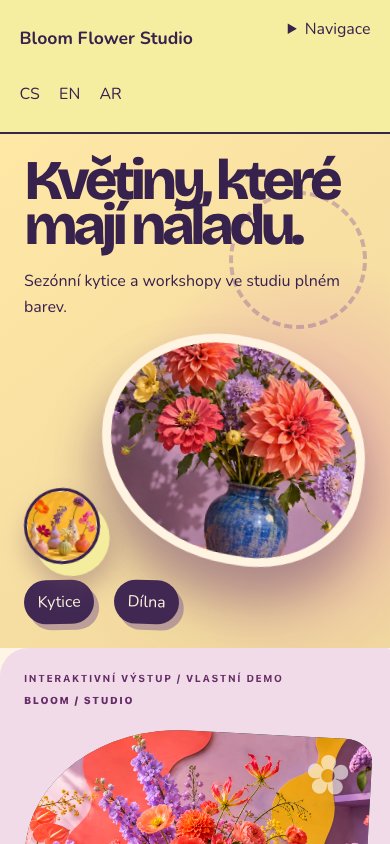 Bloom Flower Studio
▶ Navigace
CS EN AR
Květiny, které
mají náladu.
Sezónní kytice a workshopy ve studiu plném
barev.
Kytice Dílna
INTERAKTIVNÍ VÝSTUP / VLASTNÍ DEMO
BLOOM / STUDIO